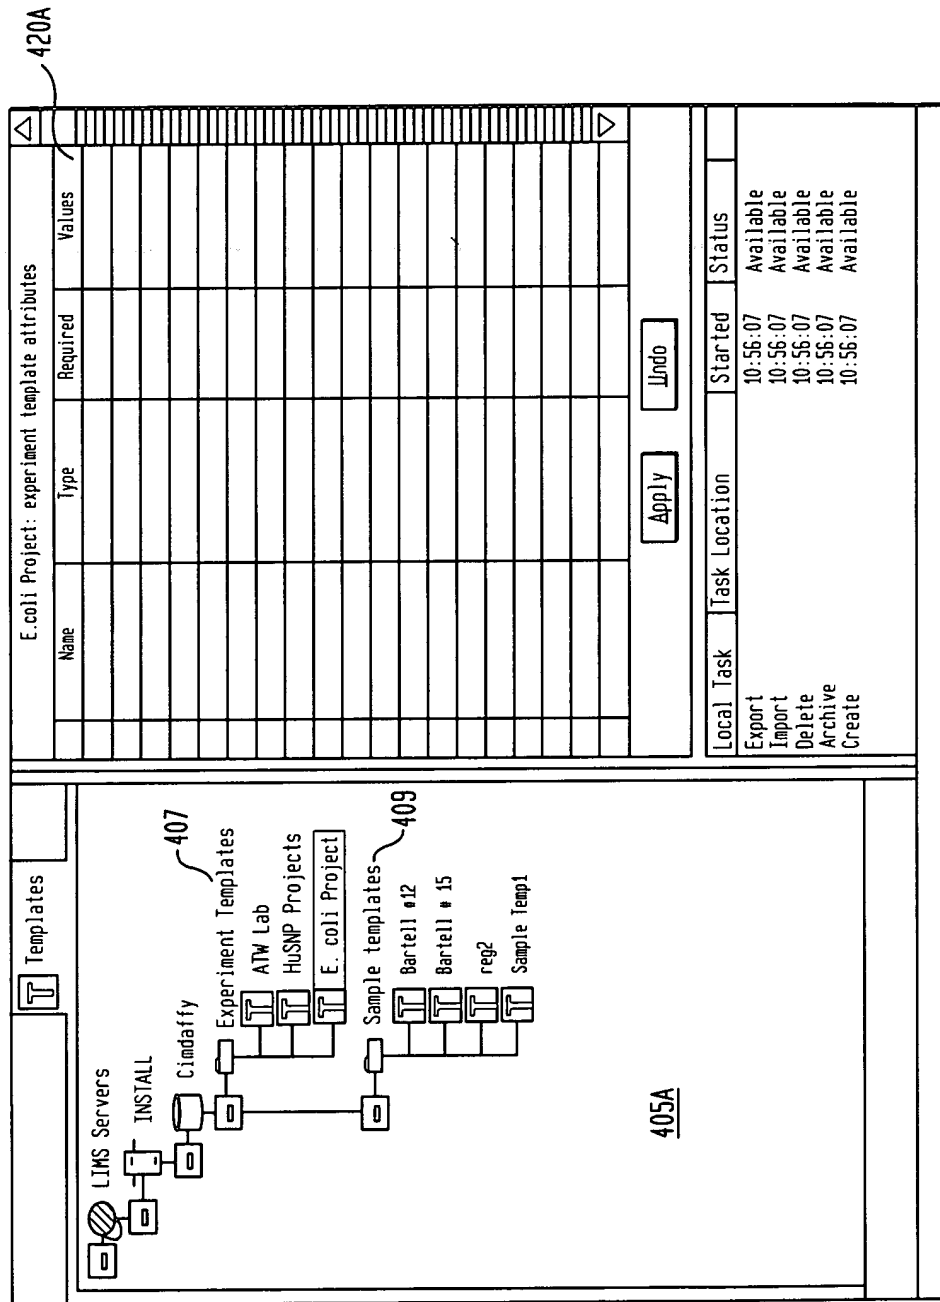 Templates
LIMS Servers
INSTALL
Cimdaffy
Experiment Templates
407
ATW Lab
HuSNP Projects
E. coli Project
Sample templates
409
Bartell #12
Bartell # 15
reg2
Sample Temp1
405A
E.coli Project: experiment template attributes
420A
Name Type Required Values
Apply Undo
Local Task Task Location Started Status
Export 10:56:07 Available
Import 10:56:07 Available
Delete 10:56:07 Available
Archive 10:56:07 Available
Create 10:56:07 Available